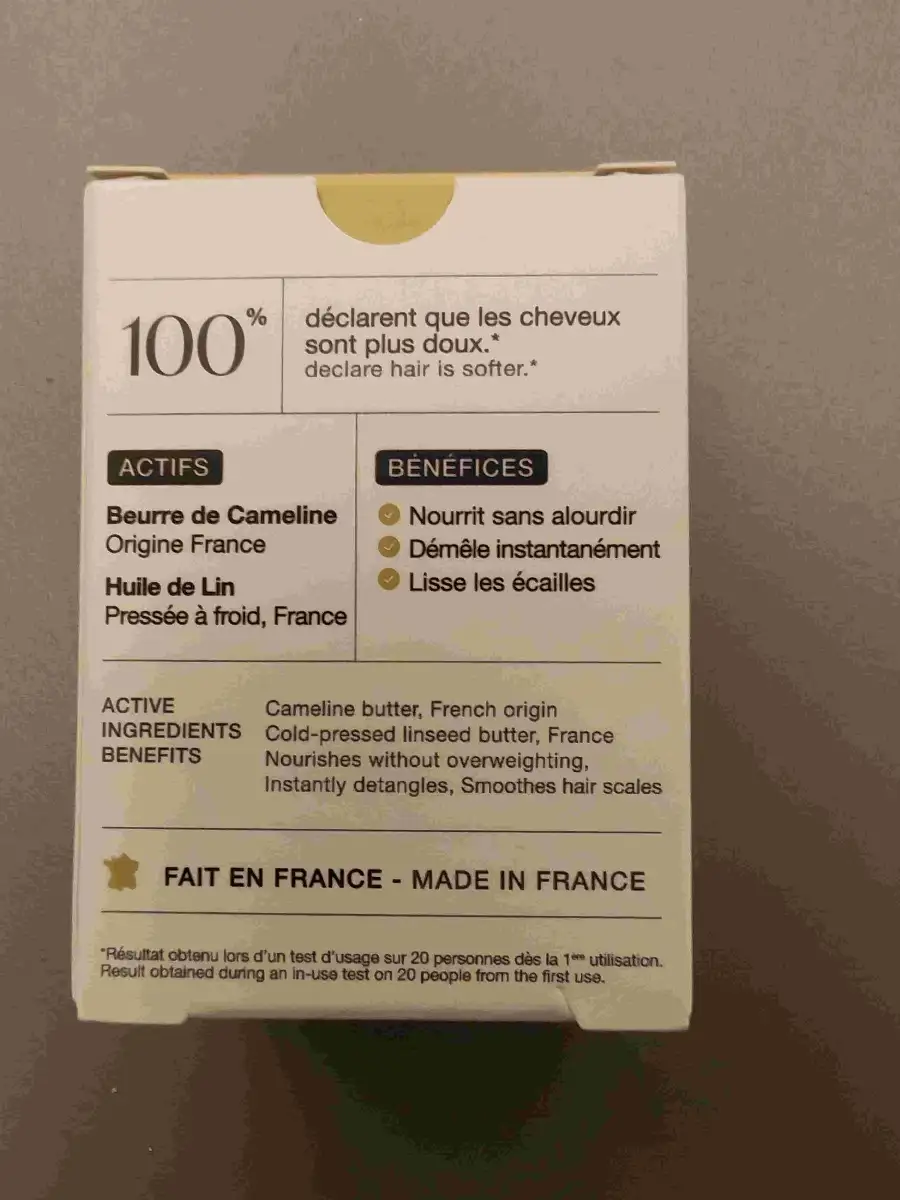 100%
déclarent que les cheveux
sont plus doux.*
declare hair is softer.*
ACTIFS
Beurre de Cameline
Origine France
Huile de Lin
Pressée à froid, France
BÉNÉFICES
Nourrit sans alourdir
Démêle instantanément
Lisse les écailles
ACTIVE
INGREDIENTS
BENEFITS
Cameline butter, French origin
Cold-pressed linseed butter, France
Nourishes without overweighting,
Instantly detangles, Smoothes hair scales
FAIT EN FRANCE - MADE IN FRANCE
*Résultat obtenu lors d'un test d'usage sur 20 personnes dès la 1ère utilisation.
Result obtained during an in-use test on 20 people from the first use.